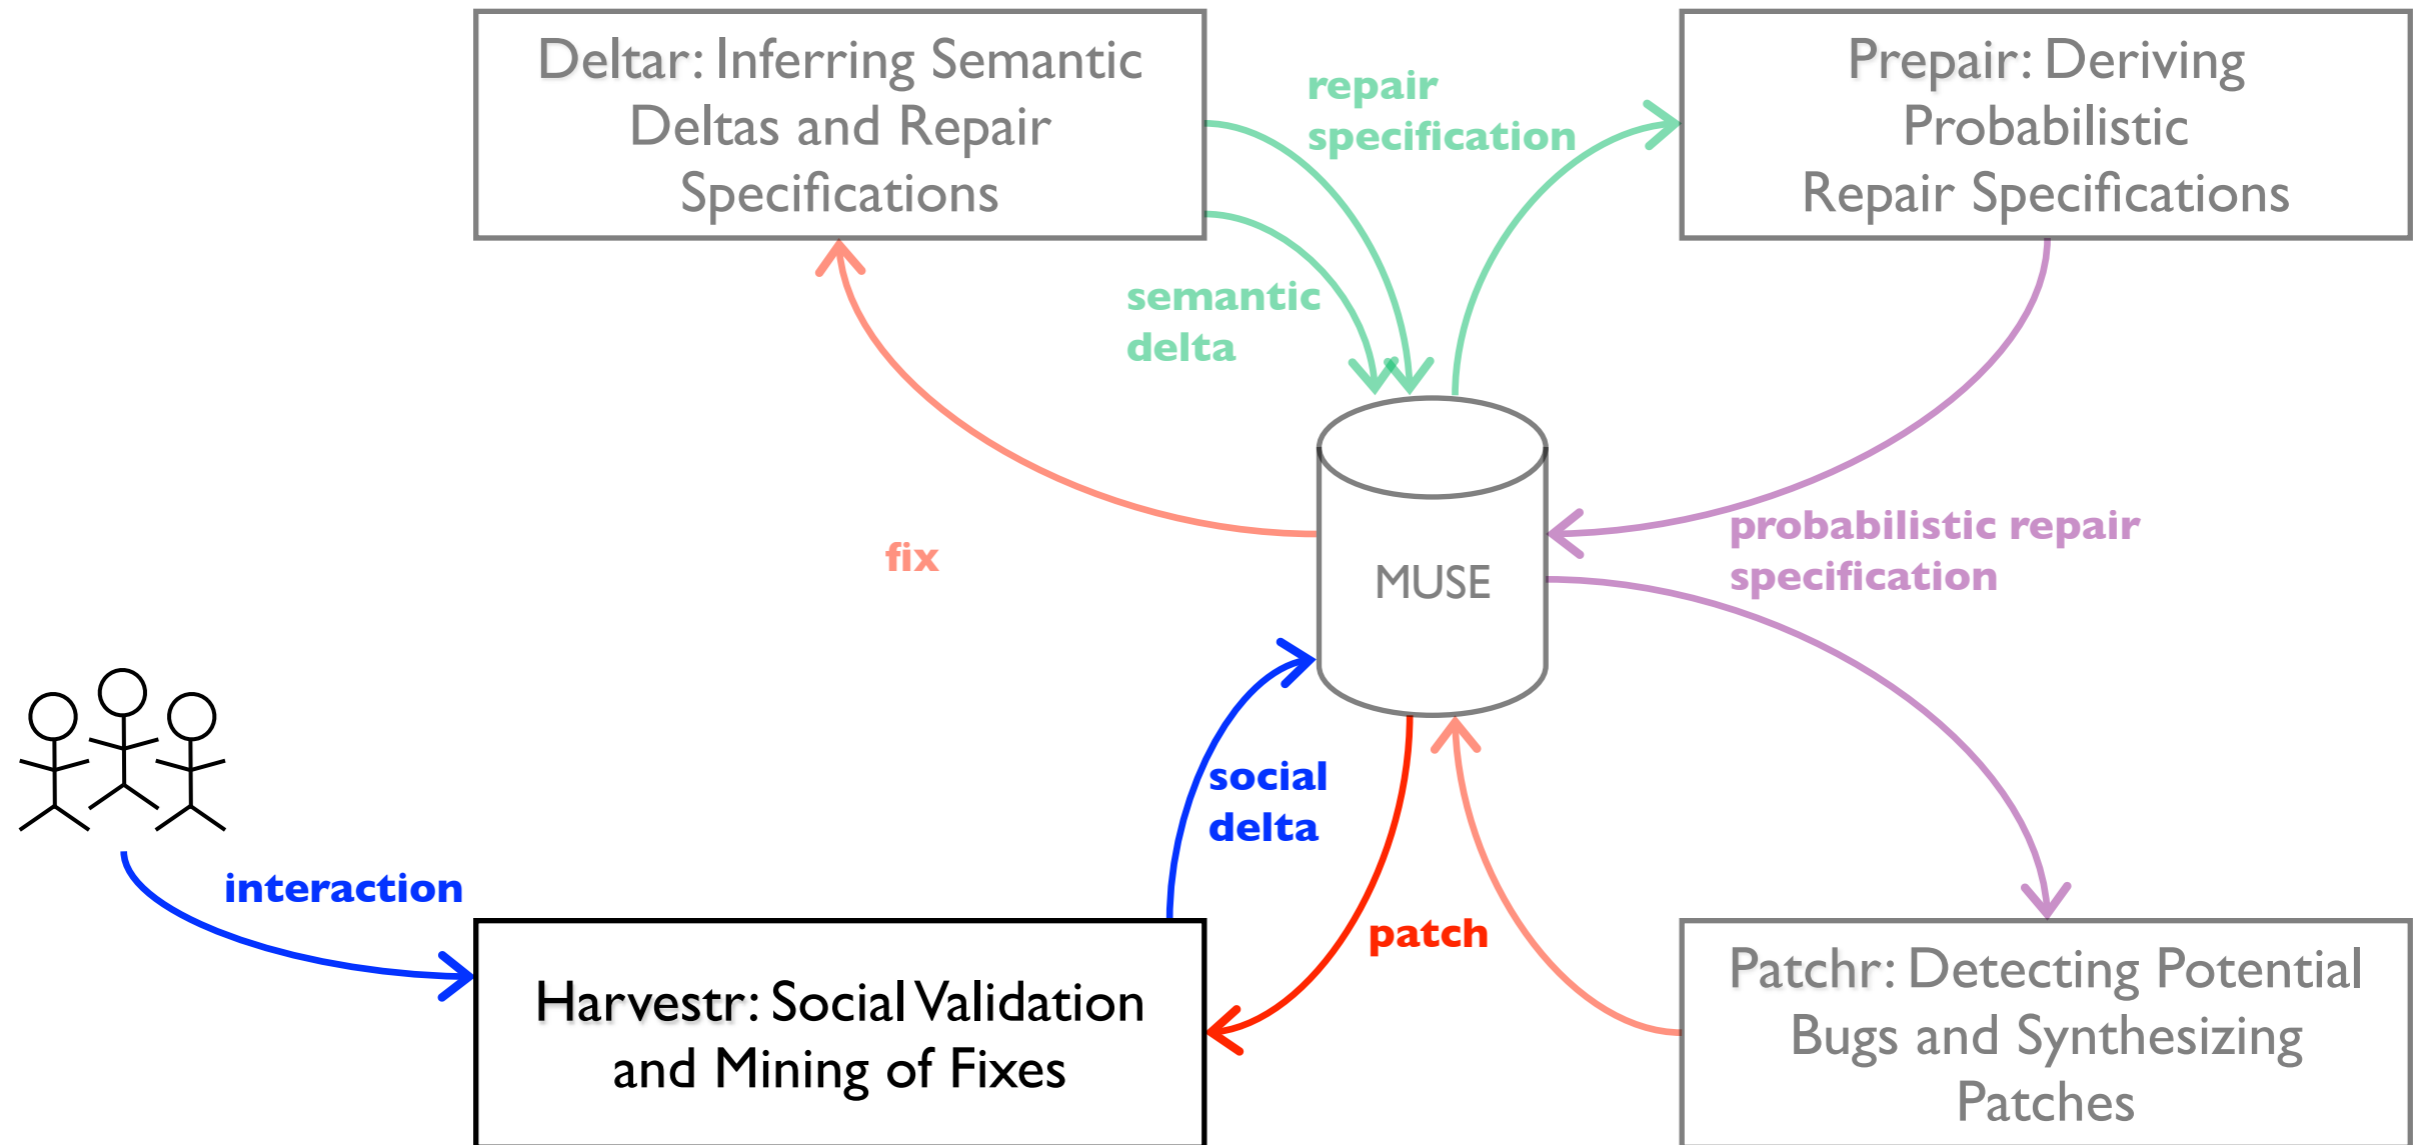 Deltar: Inferring Semantic
Deltas and Repair
Specifications
repair
specification
Prepair: Deriving
Probabilistic
Repair Specifications
semantic
delta
fix
MUSE
probabilistic repair
specification
social
delta
interaction
patch
Harvestr: Social Validation
and Mining of Fixes
Patchr: Detecting Potential
Bugs and Synthesizing
Patches